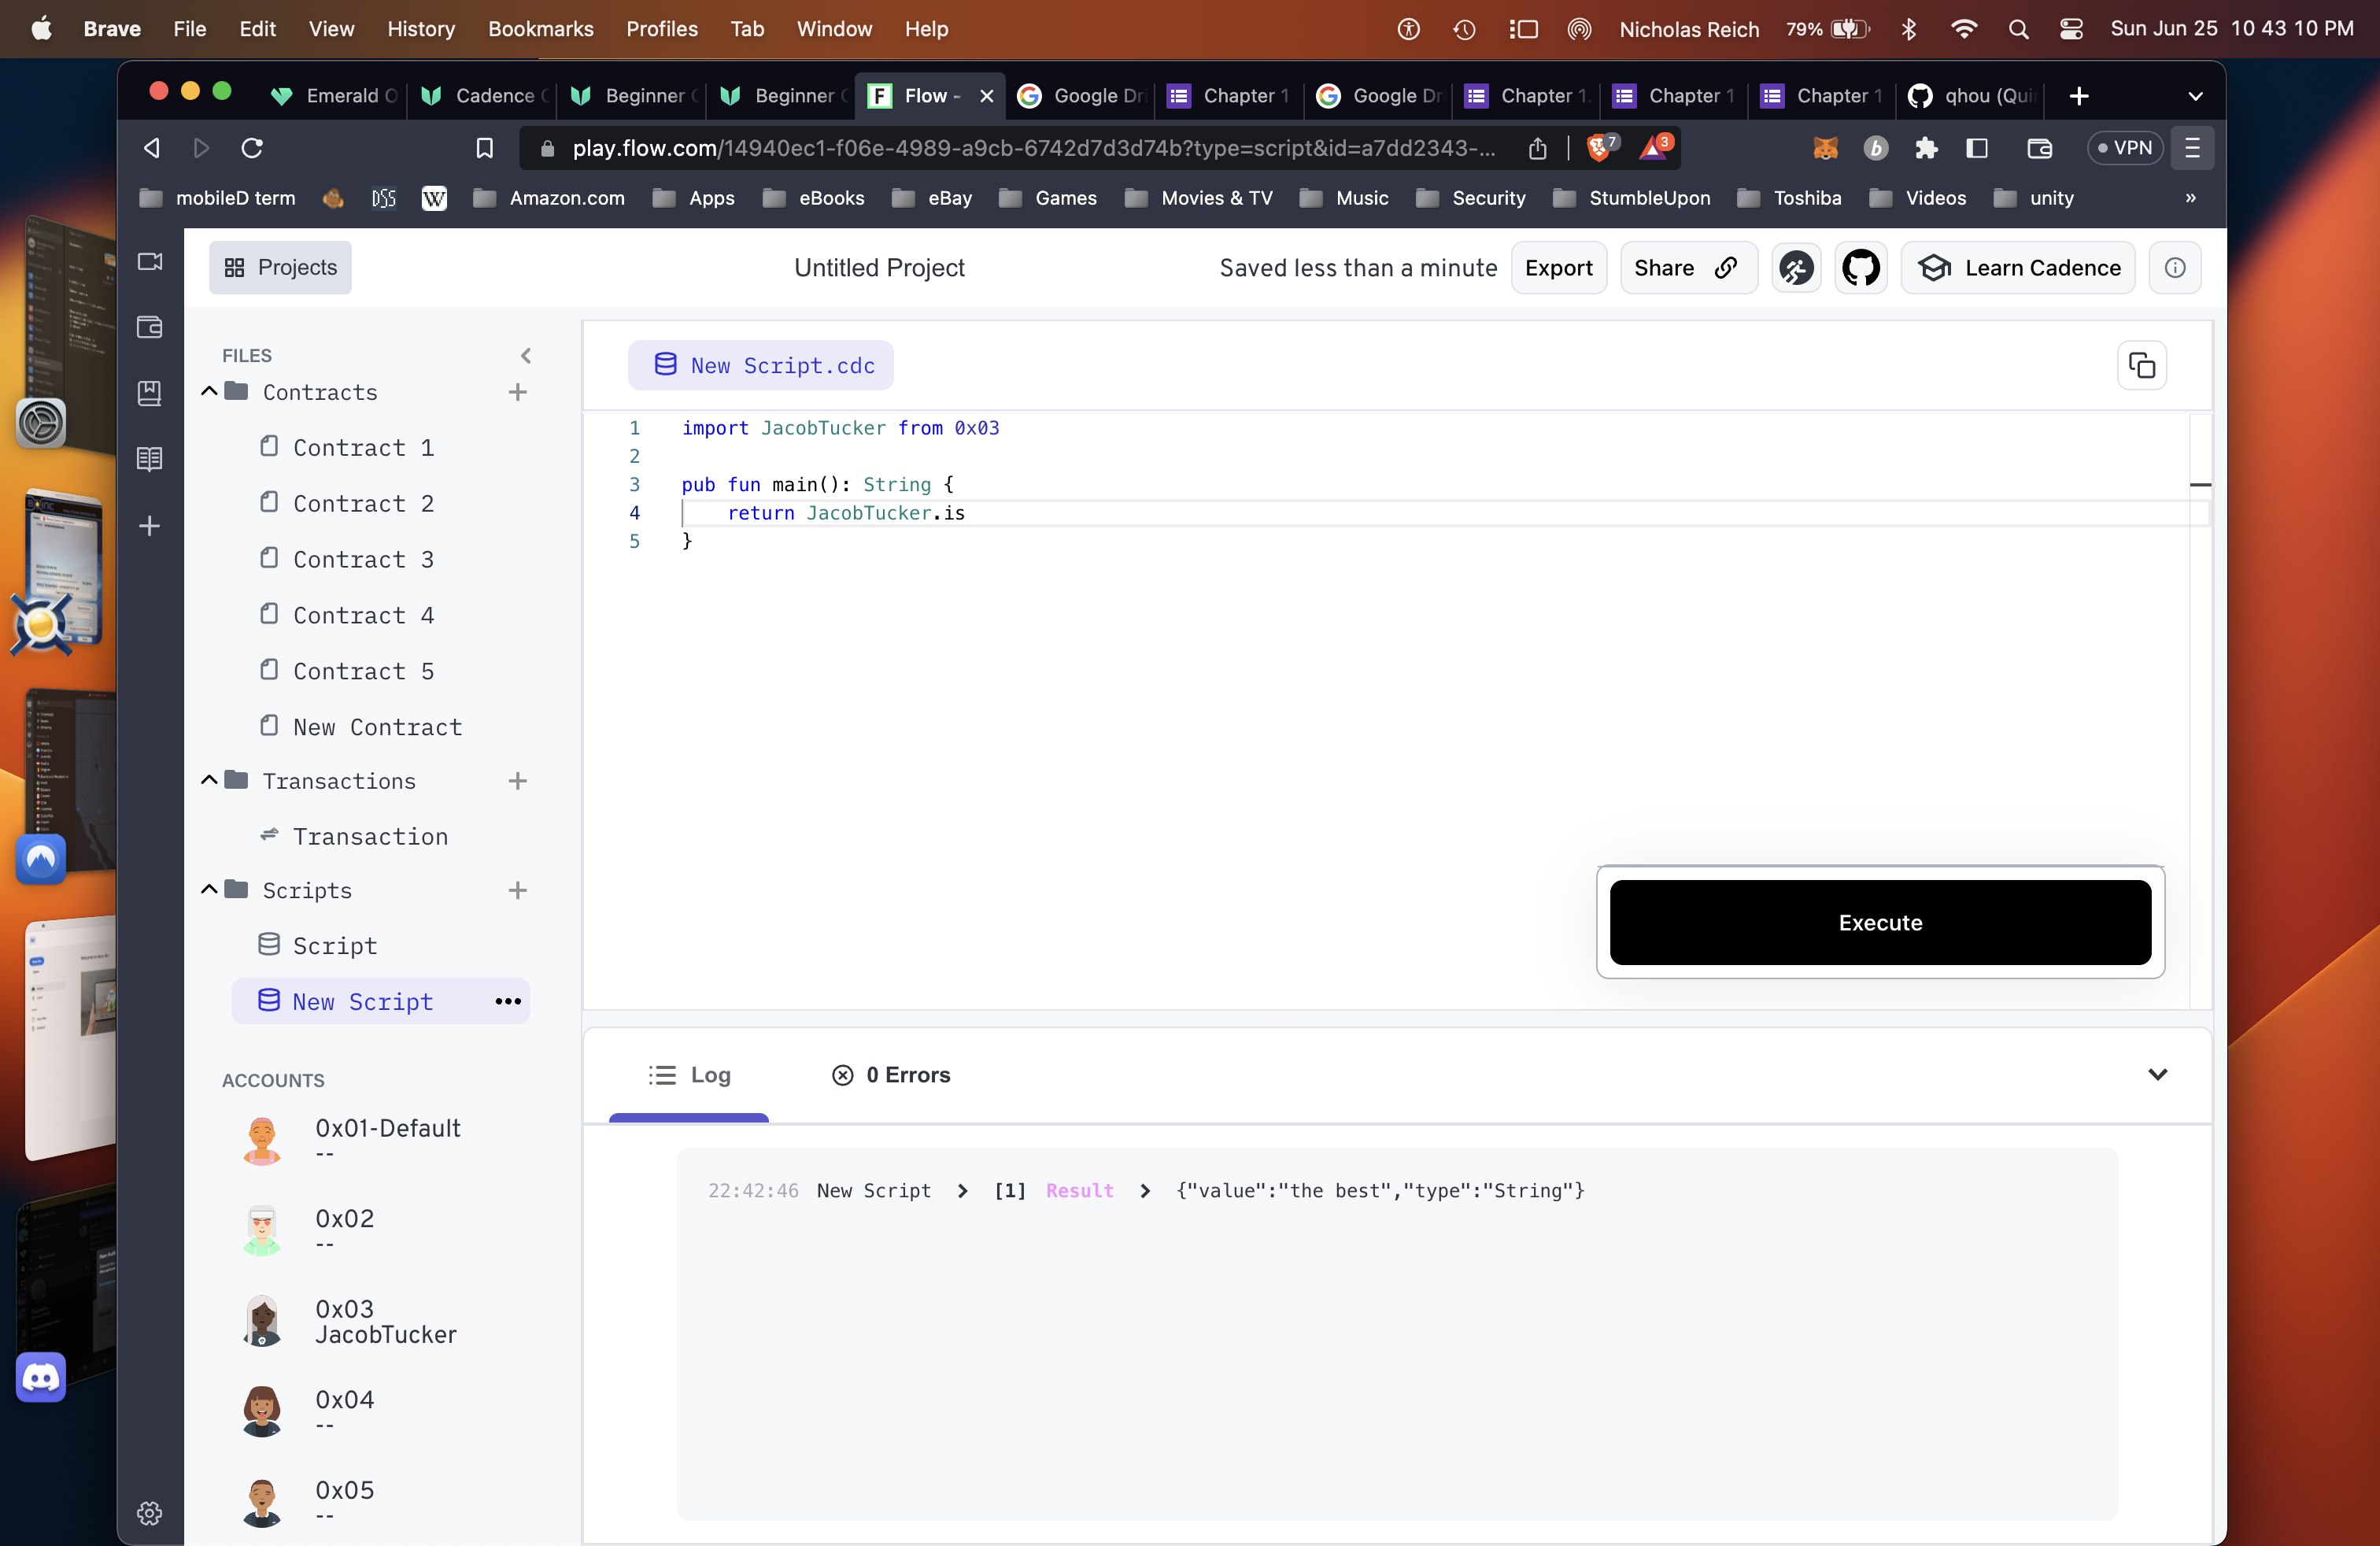 Brave File Edit View History Bookmarks Profiles Tab Window Help Nicholas Reich 79% Sun Jun 25 10 43 10 PM
Emerald O Cadence C Beginner C Beginner C Flow - Google Dri Chapter 1 Google Dr Chapter 1. Chapter 1 Chapter 1 qhou (Qui
play.flow.com/14940ec1-f06e-4989-a9cb-6742d7d3d74b?type=script&id=a7dd2343-... 7 3 b VPN
mobileD term DSS W Amazon.com Apps eBooks eBay Games Movies & TV Music Security StumbleUpon Toshiba Videos unity »
Projects Untitled Project Saved less than a minute Export Share Learn Cadence
FILES
Contracts
Contract 1
Contract 2
Contract 3
Contract 4
Contract 5
New Contract
Transactions
Transaction
Scripts
Script
New Script
ACCOUNTS
0x01-Default
--
0x02
--
0x03
JacobTucker
0x04
--
0x05
--
New Script.cdc
1 import JacobTucker from 0x03
2
3 pub fun main(): String {
4 return JacobTucker.is
5 }
Execute
Log 0 Errors
22:42:46 New Script > [1] Result > {"value":"the best","type":"String"}